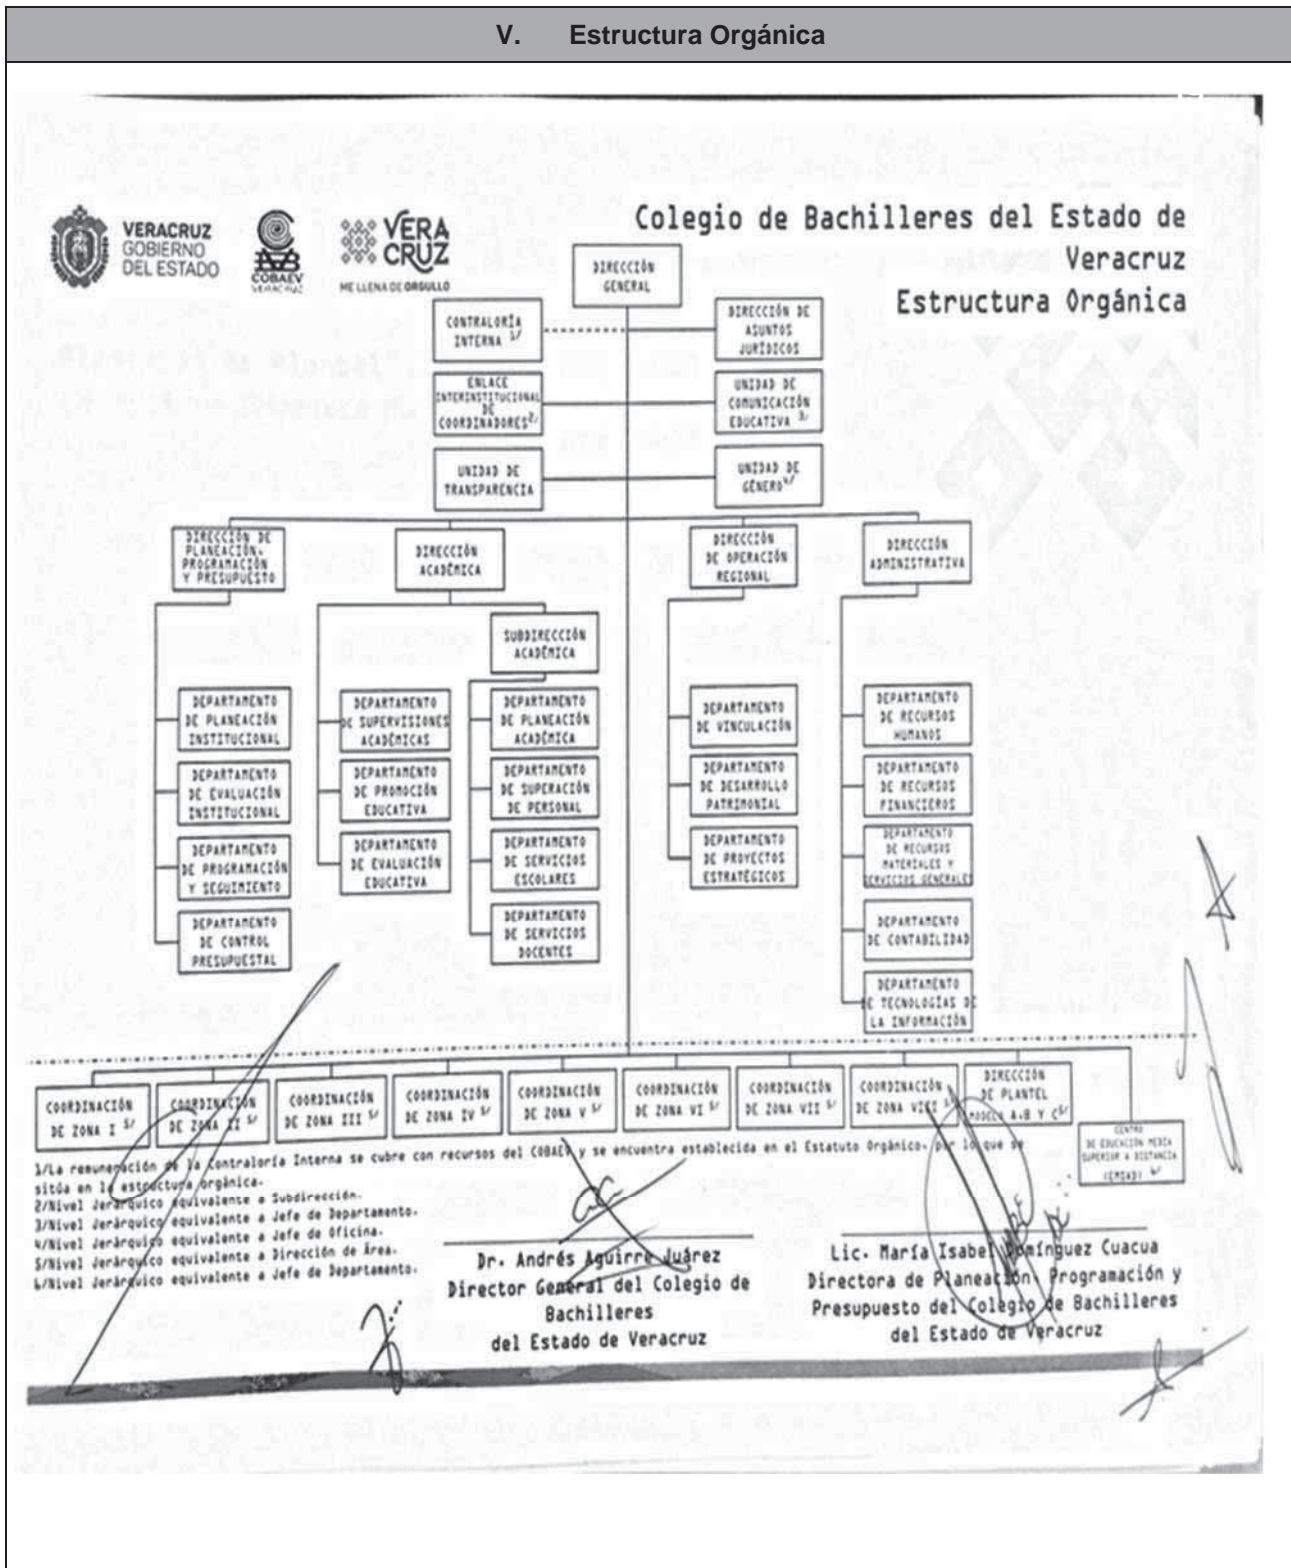 V. Estructura Orgánica
VERACRUZ
GOBIERNO
DEL ESTADO
COBAEV
VERACRUZ
VERA
CRUZ
ME LLENA DE ORGULLO
Colegio de Bachilleres del Estado de
Veracruz
Estructura Orgánica
DIRECCIÓN
GENERAL
CONTRALORÍA
INTERNA 1/
DIRECCIÓN DE
ASUNTOS
JURÍDICOS
ENLACE
INTERINSTITUCIONAL
DE
COORDINADORES 2/
UNIDAD DE
COMUNICACIÓN
EDUCATIVA 3/
UNIDAD DE
TRANSPARENCIA
UNIDAD DE
GÉNERO 4/
DIRECCIÓN DE
PLANEACIÓN,
PROGRAMACIÓN
Y PRESUPUESTO
DIRECCIÓN
ACADÉMICA
DIRECCIÓN
DE OPERACIÓN
REGIONAL
DIRECCIÓN
ADMINISTRATIVA
SUBDIRECCIÓN
ACADÉMICA
DEPARTAMENTO
DE PLANEACIÓN
INSTITUCIONAL
DEPARTAMENTO
DE SUPERVISIONES
ACADÉMICAS
DEPARTAMENTO
DE PLANEACIÓN
ACADÉMICA
DEPARTAMENTO
DE VINCULACIÓN
DEPARTAMENTO
DE RECURSOS
HUMANOS
DEPARTAMENTO
DE EVALUACIÓN
INSTITUCIONAL
DEPARTAMENTO
DE PROMOCIÓN
EDUCATIVA
DEPARTAMENTO
DE SUPERACIÓN
DE PERSONAL
DEPARTAMENTO
DE DESARROLLO
PATRIMONIAL
DEPARTAMENTO
DE RECURSOS
FINANCIEROS
DEPARTAMENTO
DE PROGRAMACIÓN
Y SEGUIMIENTO
DEPARTAMENTO
DE EVALUACIÓN
EDUCATIVA
DEPARTAMENTO
DE SERVICIOS
ESCOLARES
DEPARTAMENTO
DE PROYECTOS
ESTRATÉGICOS
DEPARTAMENTO
DE RECURSOS
MATERIALES Y
SERVICIOS GENERALES
DEPARTAMENTO
DE CONTROL
PRESUPUESTAL
DEPARTAMENTO
DE SERVICIOS
DOCENTES
DEPARTAMENTO
DE CONTABILIDAD
DEPARTAMENTO
DE TECNOLOGÍAS DE
LA INFORMACIÓN
COORDINACIÓN
DE ZONA I 5/
COORDINACIÓN
DE ZONA II 5/
COORDINACIÓN
DE ZONA III 5/
COORDINACIÓN
DE ZONA IV 5/
COORDINACIÓN
DE ZONA V 5/
COORDINACIÓN
DE ZONA VI 5/
COORDINACIÓN
DE ZONA VII 5/
COORDINACIÓN
DE ZONA VIII 5/
DIRECCIÓN
DE PLANTEL
MODELO A,B Y C 5/
CENTRO
DE EDUCACIÓN MEDIA
SUPERIOR A DISTANCIA
(EMSAD) 6/
1/La remuneración de la Contraloría Interna se cubre con recursos del COBAEV y se encuentra establecida en el Estatuto Orgánico, por lo que se
sitúa en la estructura orgánica.
2/Nivel Jerárquico equivalente a Subdirección.
3/Nivel Jerárquico equivalente a Jefe de Departamento.
4/Nivel Jerárquico equivalente a Jefe de Oficina.
5/Nivel Jerárquico equivalente a Dirección de Área.
6/Nivel Jerárquico equivalente a Jefe de Departamento.
Dr. Andrés Aguirre Juárez
Director General del Colegio de
Bachilleres
del Estado de Veracruz
Lic. María Isabel Domínguez Cuacua
Directora de Planeación, Programación y
Presupuesto del Colegio de Bachilleres
del Estado de Veracruz